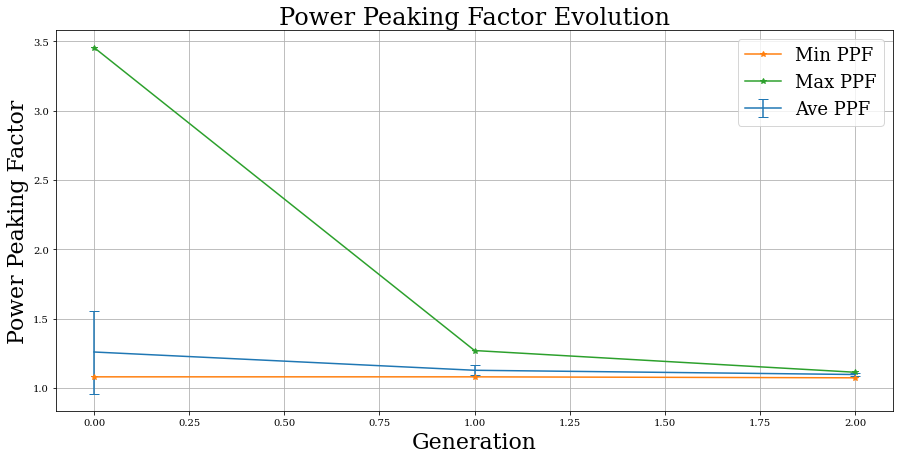 Power Peaking Factor Evolution
Power Peaking Factor
3.5
3.0
2.5
2.0
1.5
1.0
Min PPF
Max PPF
Ave PPF
0.00
0.25
0.50
0.75
1.00
1.25
1.50
1.75
2.00
Generation